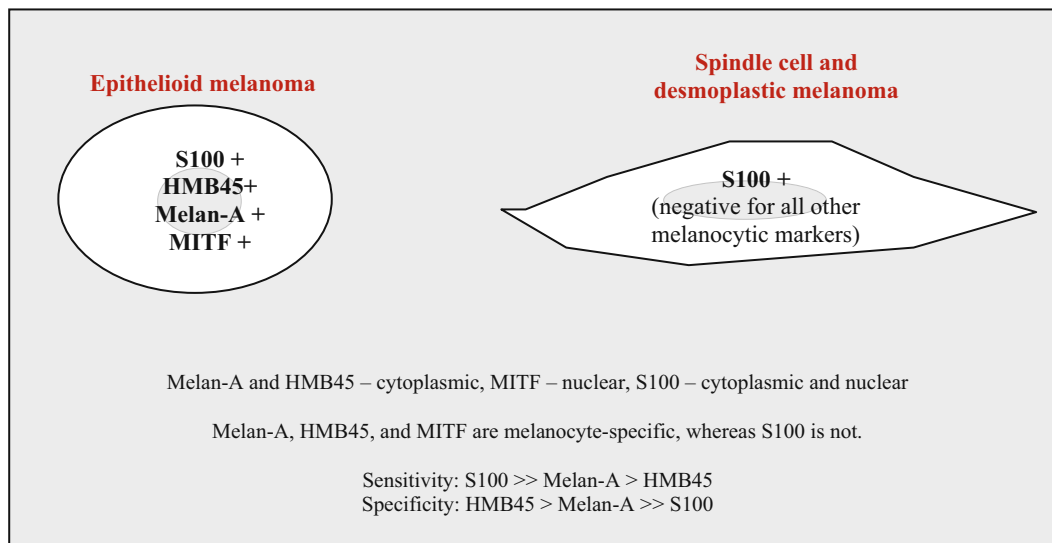 Epithelioid melanoma
S100 +
HMB45+
Melan-A +
MITF +
Spindle cell and
desmoplastic melanoma
S100 +
(negative for all other
melanocytic markers)
Melan-A and HMB45 – cytoplasmic, MITF – nuclear, S100 – cytoplasmic and nuclear
Melan-A, HMB45, and MITF are melanocyte-specific, whereas S100 is not.
Sensitivity: S100 >> Melan-A > HMB45
Specificity: HMB45 > Melan-A >> S100